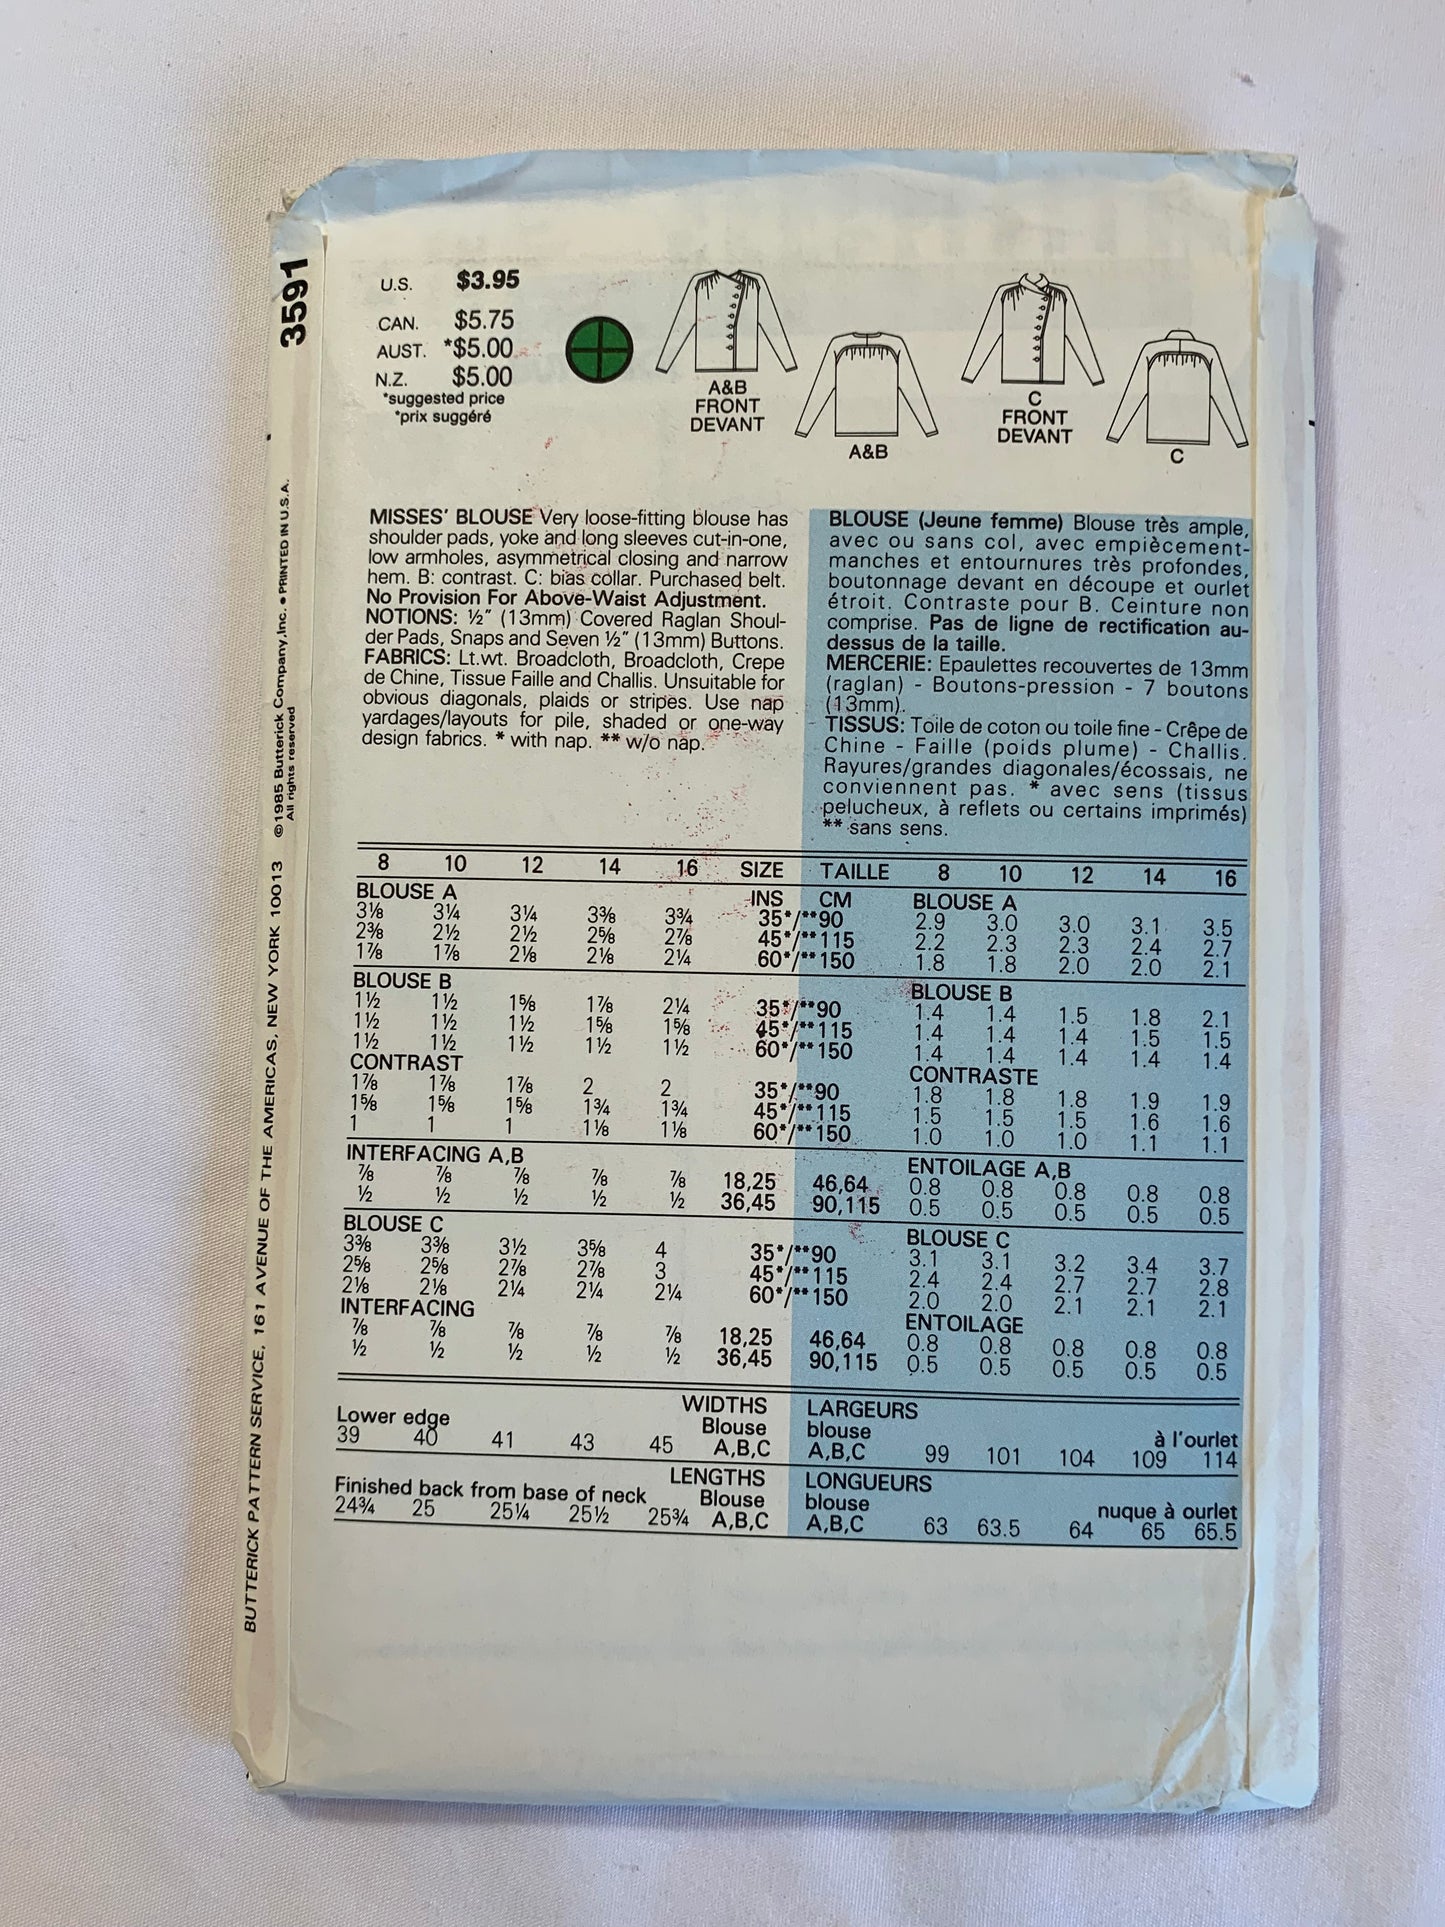 3591
©1985 Butterick Company, Inc. • PRINTED IN U.S.A.
All rights reserved
BUTTERICK PATTERN SERVICE, 161 AVENUE OF THE AMERICAS, NEW YORK 10013
U.S. $3.95
CAN. $5.75
AUST. *$5.00
N.Z. $5.00
*suggested price
*prix suggéré
A&B
FRONT
DEVANT
A&B
C
FRONT
DEVANT
C
MISSES' BLOUSE Very loose-fitting blouse has
shoulder pads, yoke and long sleeves cut-in-one,
low armholes, asymmetrical closing and narrow
hem. B: contrast. C: bias collar. Purchased belt.
No Provision For Above-Waist Adjustment.
NOTIONS: ½" (13mm) Covered Raglan Shoul-
der Pads, Snaps and Seven ½" (13mm) Buttons.
FABRICS: Lt.wt. Broadcloth, Broadcloth, Crepe
de Chine, Tissue Faille and Challis. Unsuitable for
obvious diagonals, plaids or stripes. Use nap
yardages/layouts for pile, shaded or one-way
design fabrics. * with nap. ** w/o nap.
BLOUSE (Jeune femme) Blouse très ample,
avec ou sans col, avec empiècement-
manches et entournures très profondes,
boutonnage devant en découpe et ourlet
étroit. Contraste pour B. Ceinture non
comprise. Pas de ligne de rectification au-
dessus de la taille.
MERCERIE: Epaulettes recouvertes de 13mm
(raglan) - Boutons-pression - 7 boutons
(13mm).
TISSUS: Toile de coton ou toile fine - Crêpe de
Chine - Faille (poids plume) - Challis.
Rayures/grandes diagonales/écossais, ne
conviennent pas. * avec sens (tissus
pelucheux, à reflets ou certains imprimés)
** sans sens.
8 10 12 14 16 SIZE TAILLE 8 10 12 14 16
BLOUSE A INS CM BLOUSE A
3⅛ 3¼ 3¼ 3⅜ 3¾ 35*/**90 2.9 3.0 3.0 3.1 3.5
2⅜ 2½ 2½ 2⅝ 2⅞ 45*/**115 2.2 2.3 2.3 2.4 2.7
1⅞ 1⅞ 2⅛ 2⅛ 2¼ 60*/**150 1.8 1.8 2.0 2.0 2.1
BLOUSE B BLOUSE B
1½ 1½ 1⅝ 1⅞ 2¼ 35*/**90 1.4 1.4 1.5 1.8 2.1
1½ 1½ 1½ 1⅝ 1⅝ 45*/**115 1.4 1.4 1.4 1.5 1.5
1½ 1½ 1½ 1½ 1½ 60*/**150 1.4 1.4 1.4 1.4 1.4
CONTRAST CONTRASTE
1⅞ 1⅞ 1⅞ 2 2 35*/**90 1.8 1.8 1.8 1.9 1.9
1⅝ 1⅝ 1⅝ 1¾ 1¾ 45*/**115 1.5 1.5 1.5 1.6 1.6
1 1 1 1⅛ 1⅛ 60*/**150 1.0 1.0 1.0 1.1 1.1
INTERFACING A,B ENTOILAGE A,B
⅞ ⅞ ⅞ ⅞ ⅞ 18,25 46,64 0.8 0.8 0.8 0.8 0.8
½ ½ ½ ½ ½ 36,45 90,115 0.5 0.5 0.5 0.5 0.5
BLOUSE C BLOUSE C
3⅜ 3⅜ 3½ 3⅝ 4 35*/**90 3.1 3.1 3.2 3.4 3.7
2⅝ 2⅝ 2⅞ 2⅞ 3 45*/**115 2.4 2.4 2.7 2.7 2.8
2⅛ 2⅛ 2¼ 2¼ 2¼ 60*/**150 2.0 2.0 2.1 2.1 2.1
INTERFACING ENTOILAGE
⅞ ⅞ ⅞ ⅞ ⅞ 18,25 46,64 0.8 0.8 0.8 0.8 0.8
½ ½ ½ ½ ½ 36,45 90,115 0.5 0.5 0.5 0.5 0.5
WIDTHS LARGEURS
Lower edge Blouse blouse à l'ourlet
39 40 41 43 45 A,B,C A,B,C 99 101 104 109 114
LENGTHS LONGUEURS
Finished back from base of neck Blouse blouse nuque à ourlet
24¾ 25 25¼ 25½ 25¾ A,B,C A,B,C 63 63.5 64 65 65.5